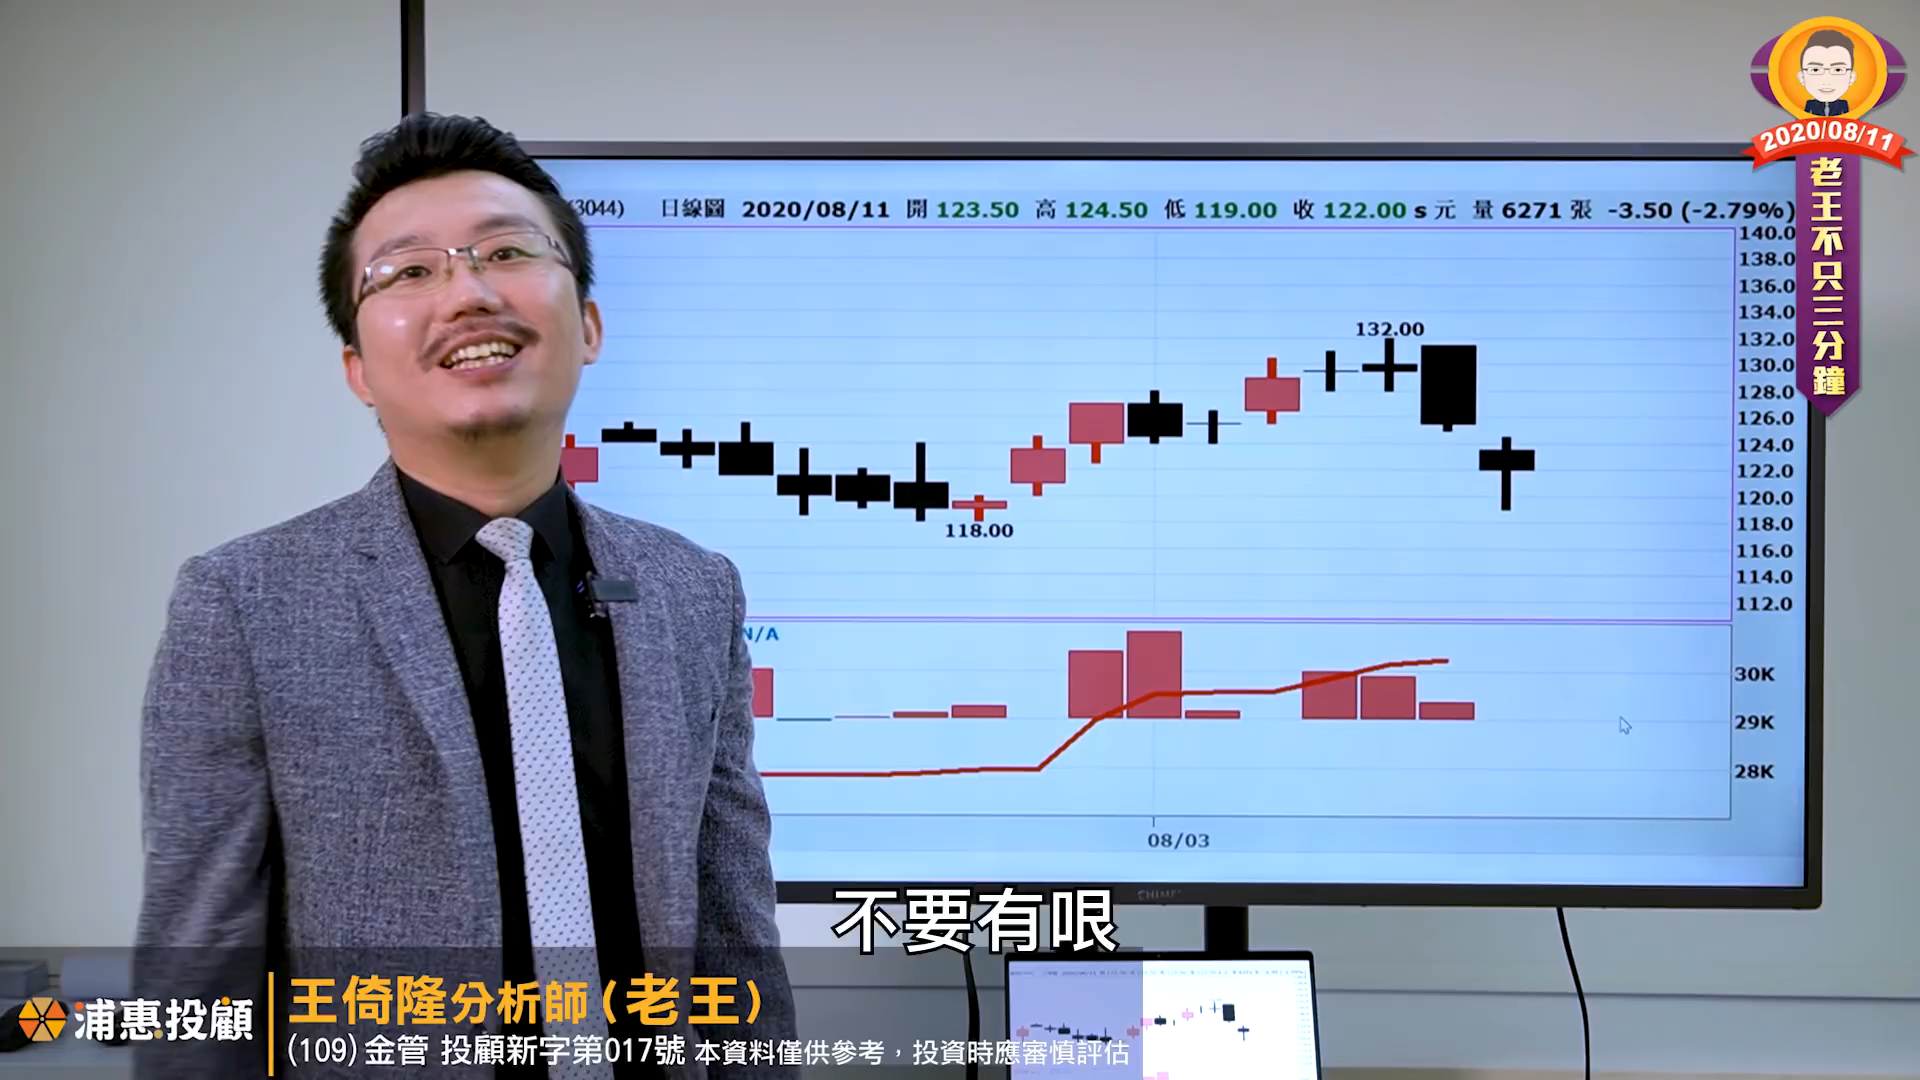 2020/08/11
老王不只三分鐘
(3044) 日線圖 2020/08/11 開 123.50 高 124.50 低 119.00 收 122.00 s 元 量 6271 張 -3.50 (-2.79%)
140.0
138.0
136.0
134.0
132.0
130.0
128.0
126.0
124.0
122.0
120.0
118.0
116.0
114.0
112.0
132.00
118.00
N/A
30K
29K
28K
08/03
不要有哏
浦惠投顧
王倚隆分析師(老王)
(109) 金管 投顧新字第017號 本資料僅供參考，投資時應審慎評估